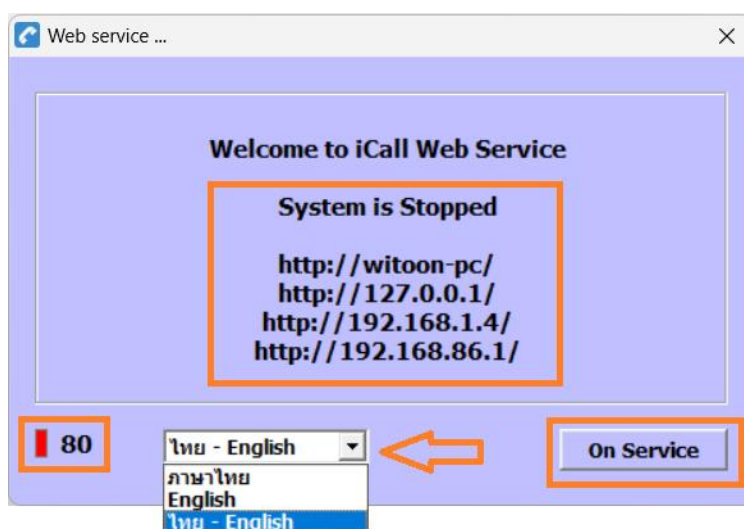 Web service ...
Welcome to iCall Web Service
System is Stopped
http://witoon-pc/
http://127.0.0.1/
http://192.168.1.4/
http://192.168.86.1/
80
ไทย - English
On Service
ภาษาไทย
English
ไทย - English